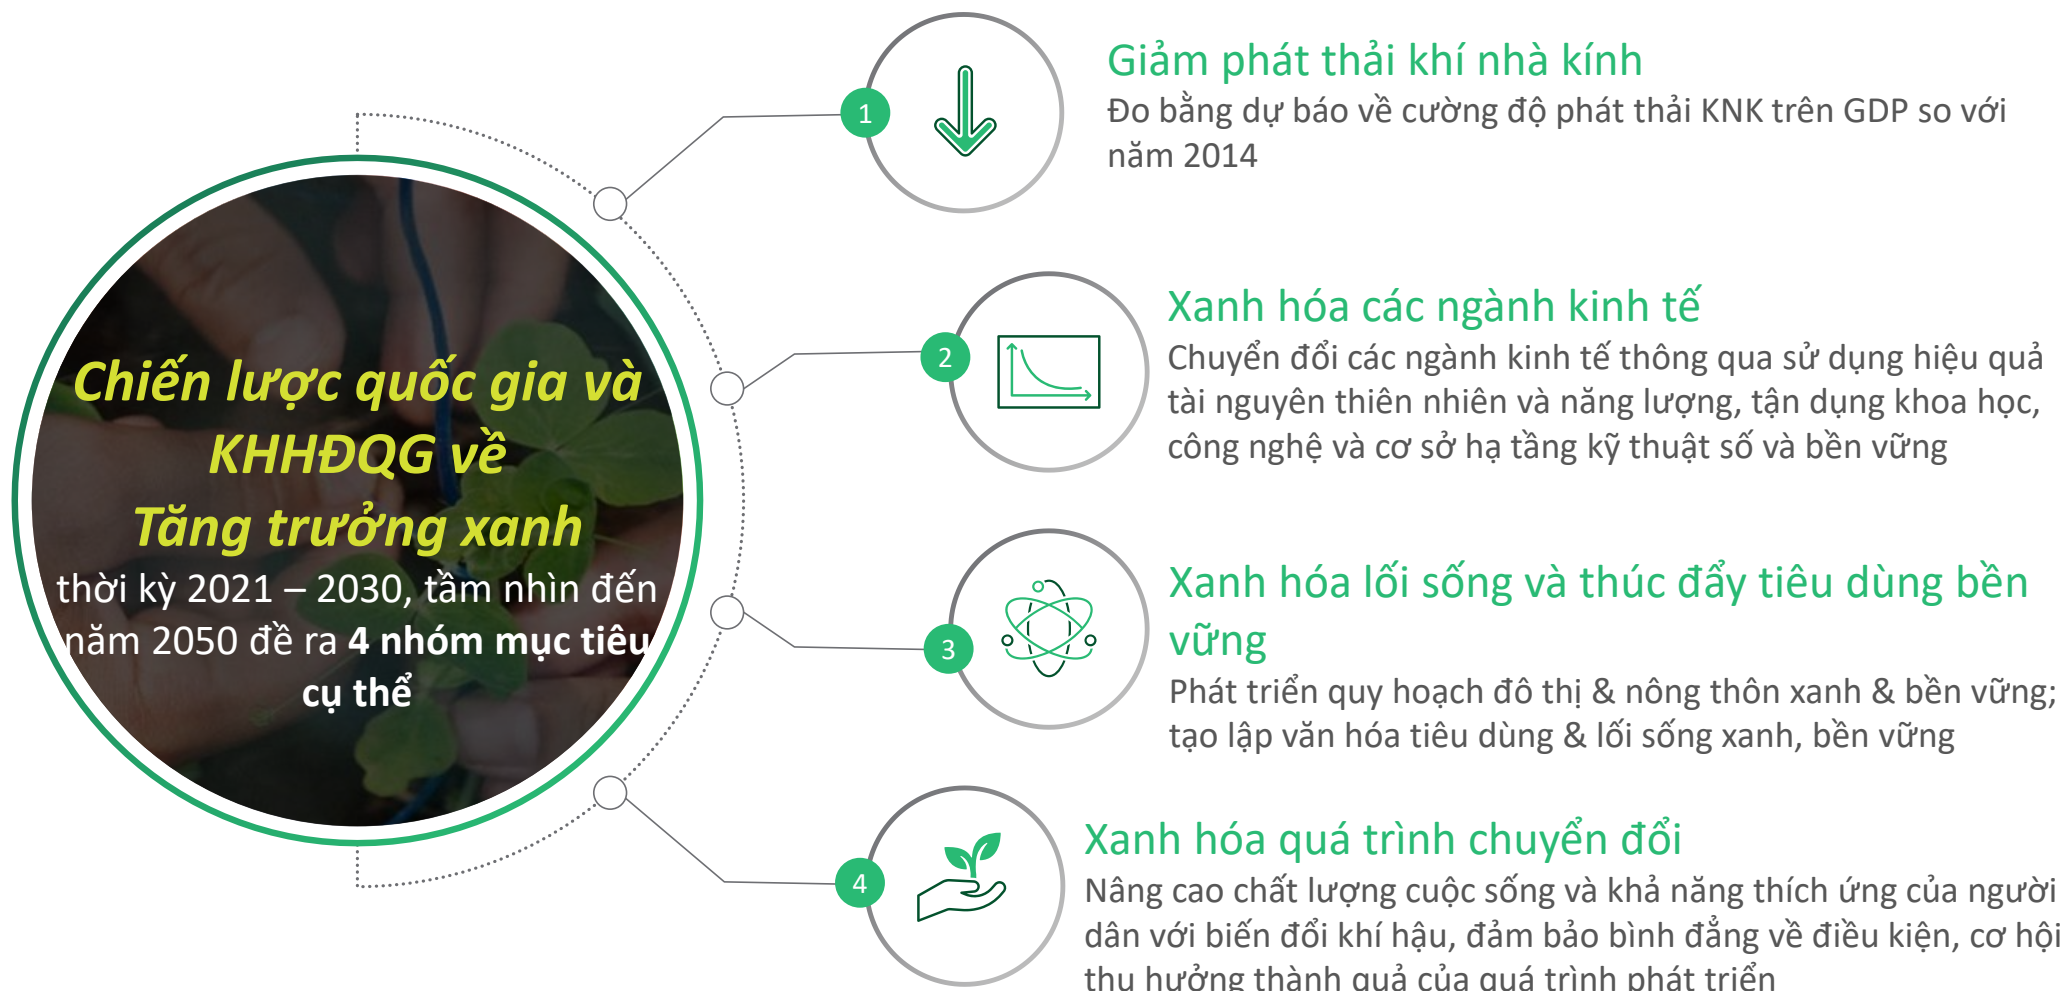 Chiến lược quốc gia và
KHHĐQG về
Tăng trưởng xanh
thời kỳ 2021 – 2030, tầm nhìn đến
năm 2050 đề ra 4 nhóm mục tiêu
cụ thể
1
Giảm phát thải khí nhà kính
Đo bằng dự báo về cường độ phát thải KNK trên GDP so với
năm 2014
2
Xanh hóa các ngành kinh tế
Chuyển đổi các ngành kinh tế thông qua sử dụng hiệu quả
tài nguyên thiên nhiên và năng lượng, tận dụng khoa học,
công nghệ và cơ sở hạ tầng kỹ thuật số và bền vững
3
Xanh hóa lối sống và thúc đẩy tiêu dùng bền
vững
Phát triển quy hoạch đô thị & nông thôn xanh & bền vững;
tạo lập văn hóa tiêu dùng & lối sống xanh, bền vững
4
Xanh hóa quá trình chuyển đổi
Nâng cao chất lượng cuộc sống và khả năng thích ứng của người
dân với biến đổi khí hậu, đảm bảo bình đẳng về điều kiện, cơ hội
thụ hưởng thành quả của quá trình phát triển